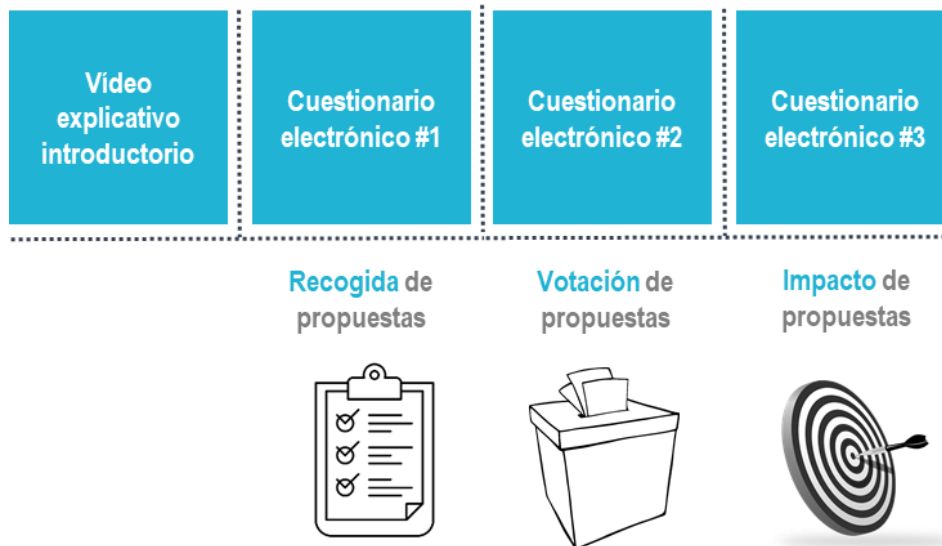 Vídeo
explicativo
introductorio
Cuestionario
electrónico #1
Cuestionario
electrónico #2
Cuestionario
electrónico #3
Recogida de
propuestas
Votación de
propuestas
Impacto de
propuestas